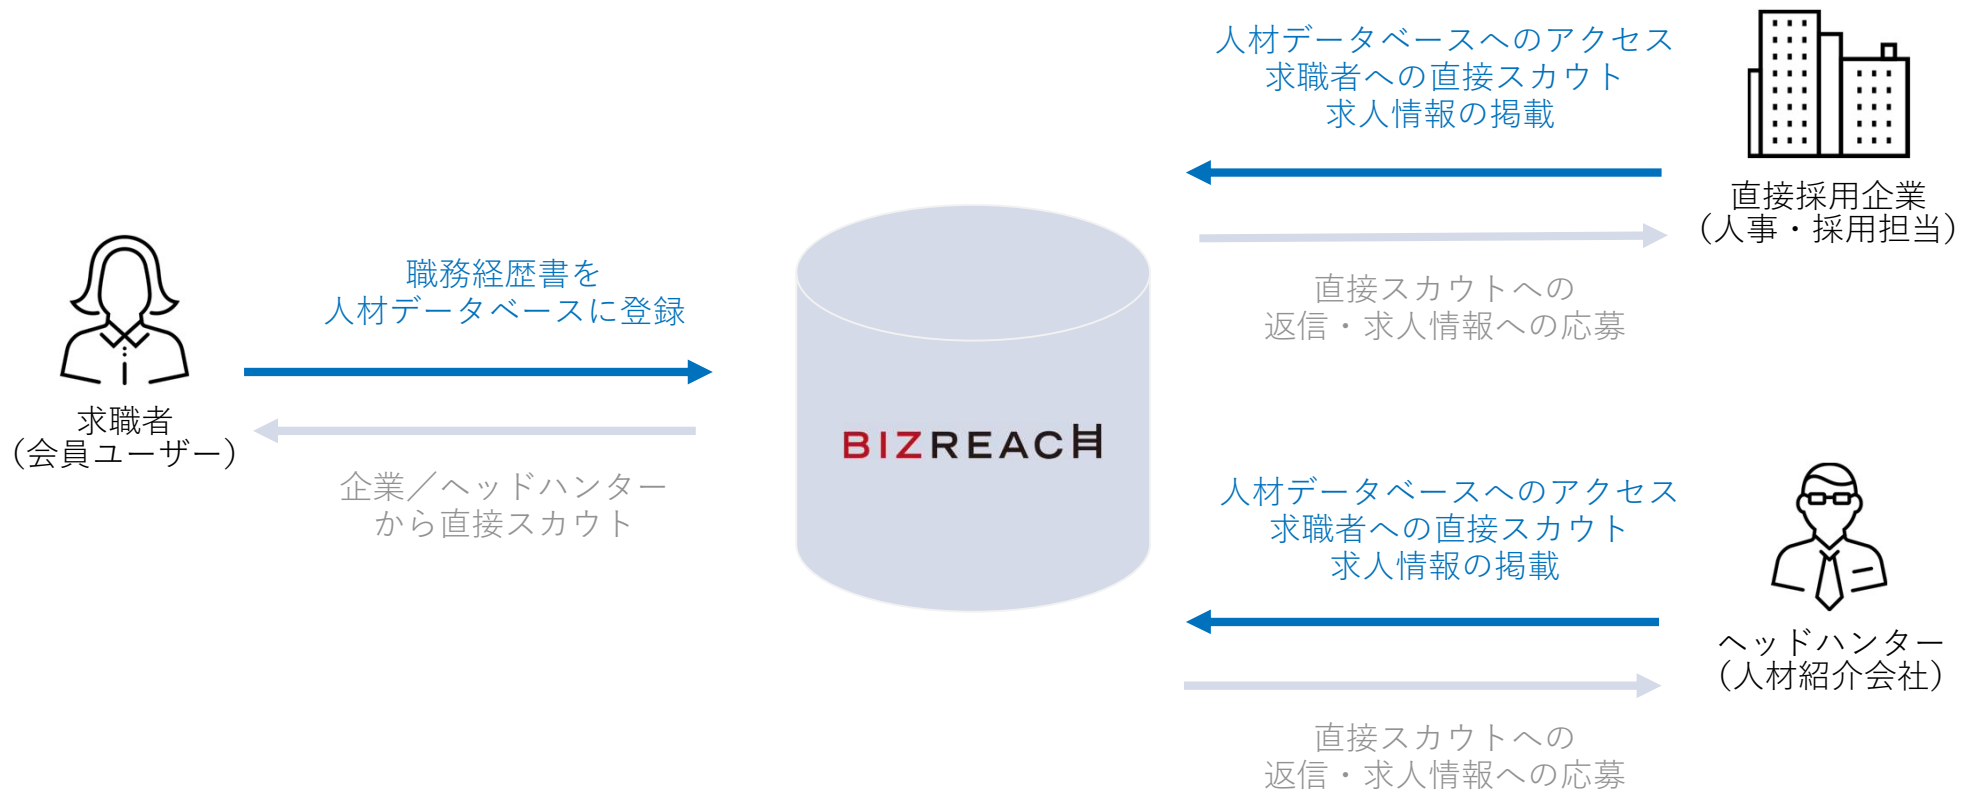 人材データベースへのアクセス
求職者への直接スカウト
求人情報の掲載
直接採用企業
（人事・採用担当）
直接スカウトへの
返信・求人情報への応募
職務経歴書を
人材データベースに登録
求職者
（会員ユーザー）
企業／ヘッドハンター
から直接スカウト
BIZREACH
人材データベースへのアクセス
求職者への直接スカウト
求人情報の掲載
ヘッドハンター
（人材紹介会社）
直接スカウトへの
返信・求人情報への応募